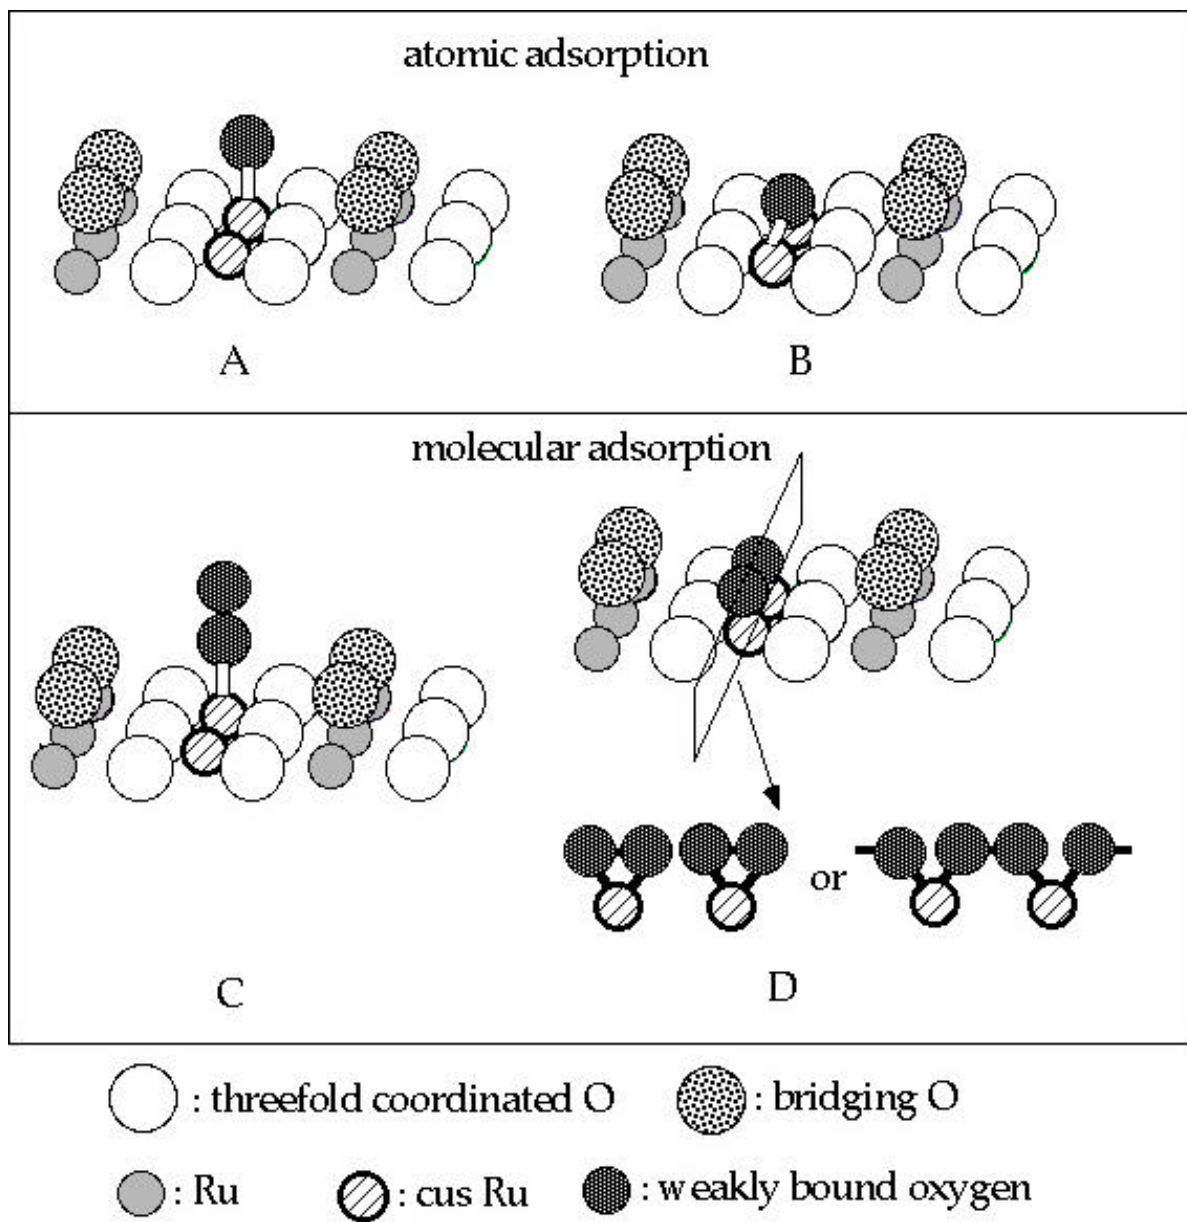 atomic adsorption
A
B
molecular adsorption
or
C
D
: threefold coordinated O
: bridging O
: Ru
: cus Ru
: weakly bound oxygen